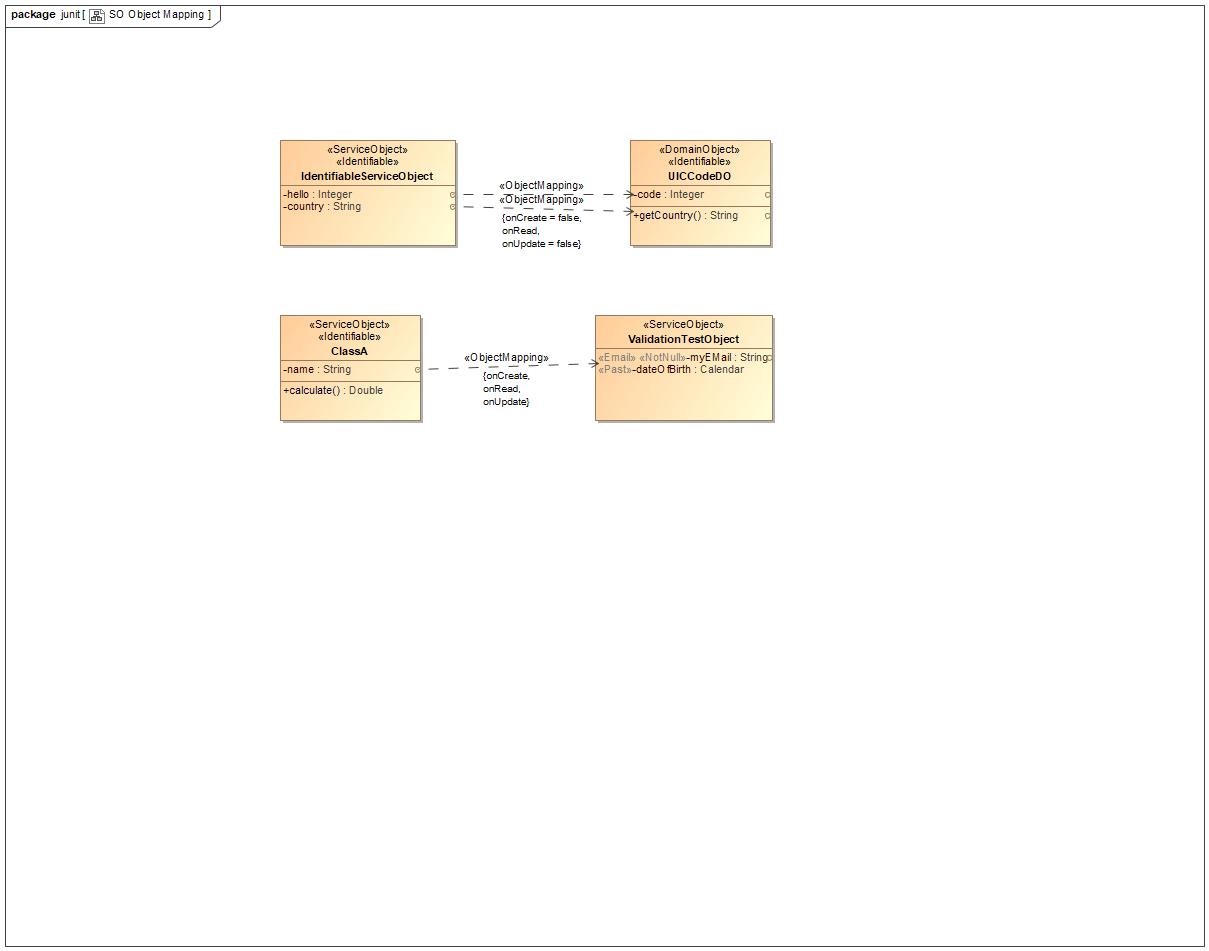 package junit [ SO Object Mapping ]
«ServiceObject»
«Identifiable»
IdentifiableServiceObject
-hello : Integer
-country : String
«ObjectMapping»
«ObjectMapping»
{onCreate = false,
onRead,
onUpdate = false}
«DomainObject»
«Identifiable»
UICCodeDO
-code : Integer
+getCountry() : String
«ServiceObject»
«Identifiable»
ClassA
-name : String
+calculate() : Double
«ObjectMapping»
{onCreate,
onRead,
onUpdate}
«ServiceObject»
ValidationTestObject
«Email» «NotNull»-myEMail : String
«Past»-dateOfBirth : Calendar